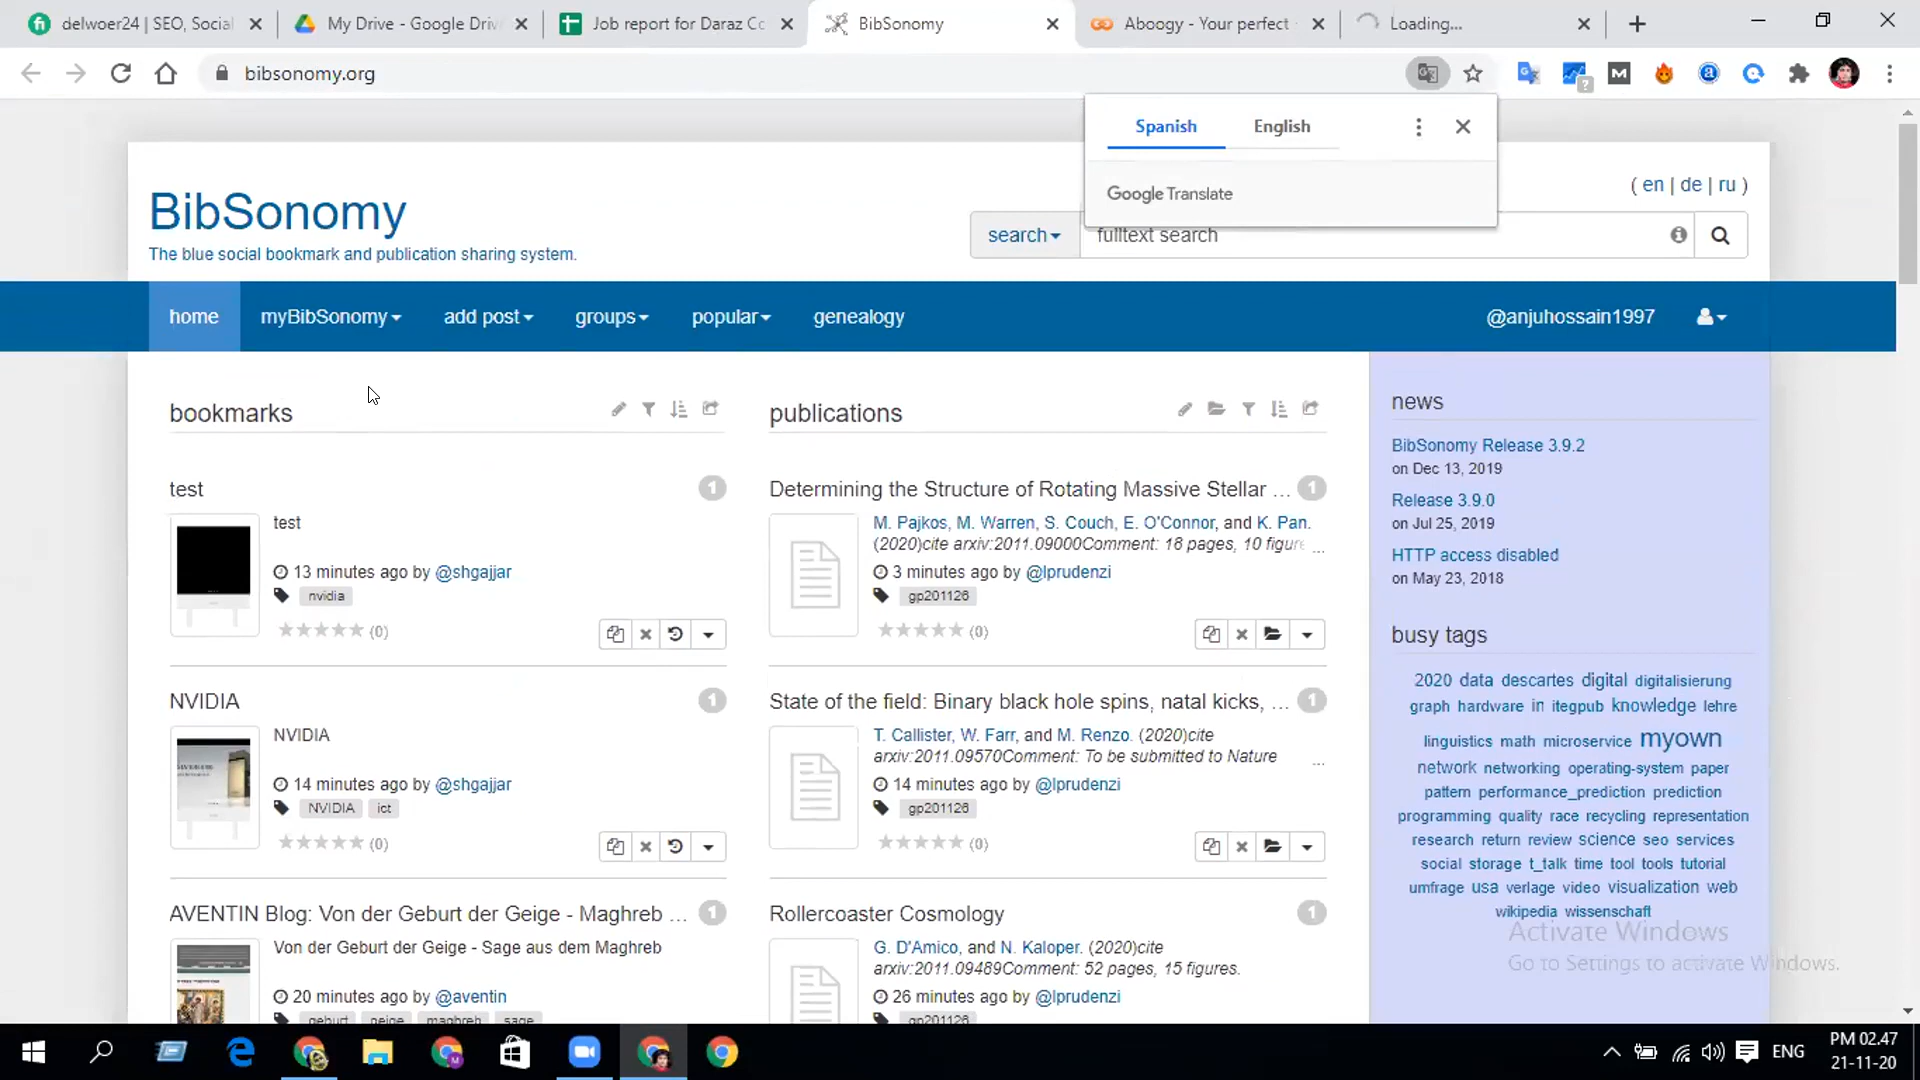 delwoer24 | SEO, Social
My Drive - Google Driv
Job report for Daraz Co
BibSonomy
Aboogy - Your perfect
Loading...
bibsonomy.org
Spanish
English
Google Translate
BibSonomy
The blue social bookmark and publication sharing system.
( en | de | ru )
search
fulltext search
home
myBibSonomy
add post
groups
popular
genealogy
@anjuhossain1997
bookmarks
test
1
test
13 minutes ago by @shgajjar
nvidia
(0)
NVIDIA
1
NVIDIA
14 minutes ago by @shgajjar
NVIDIA ict
(0)
AVENTIN Blog: Von der Geburt der Geige - Maghreb ...
1
Von der Geburt der Geige - Sage aus dem Maghreb
20 minutes ago by @aventin
geburt geige maghreb sage
publications
Determining the Structure of Rotating Massive Stellar ...
1
M. Pajkos, M. Warren, S. Couch, E. O'Connor, and K. Pan.
(2020)cite arxiv:2011.09000Comment: 18 pages, 10 figure ...
3 minutes ago by @lprudenzi
gp201126
(0)
State of the field: Binary black hole spins, natal kicks, ...
1
T. Callister, W. Farr, and M. Renzo. (2020)cite
arxiv:2011.09570Comment: To be submitted to Nature ...
14 minutes ago by @lprudenzi
gp201126
(0)
Rollercoaster Cosmology
1
G. D'Amico, and N. Kaloper. (2020)cite
arxiv:2011.09489Comment: 52 pages, 15 figures.
26 minutes ago by @lprudenzi
gp201126
news
BibSonomy Release 3.9.2
on Dec 13, 2019
Release 3.9.0
on Jul 25, 2019
HTTP access disabled
on May 23, 2018
busy tags
2020 data descartes digital digitalisierung
graph hardware in itegpub knowledge lehre
linguistics math microservice myown
network networking operating-system paper
pattern performance_prediction prediction
programming quality race recycling representation
research return review science seo services
social storage t_talk time tool tools tutorial
umfrage usa verlage video visualization web
wikipedia wissenschaft
Activate Windows
Go to Settings to activate Windows.
ENG
PM 02.47
21-11-20